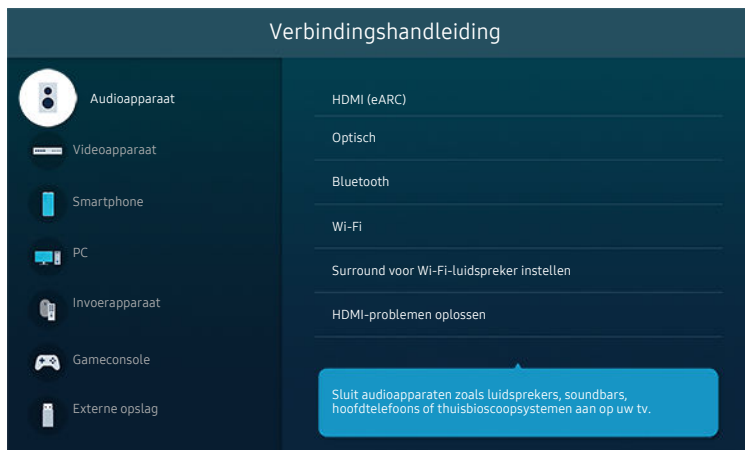 Verbindingshandleiding
Audioapparaat
Videoapparaat
Smartphone
PC
Invoerapparaat
Gameconsole
Externe opslag
HDMI (eARC)
Optisch
Bluetooth
Wi-Fi
Surround voor Wi-Fi-luidspreker instellen
HDMI-problemen oplossen
Sluit audioapparaten zoals luidsprekers, soundbars,
hoofdtelefoons of thuisbioscoopsystemen aan op uw tv.